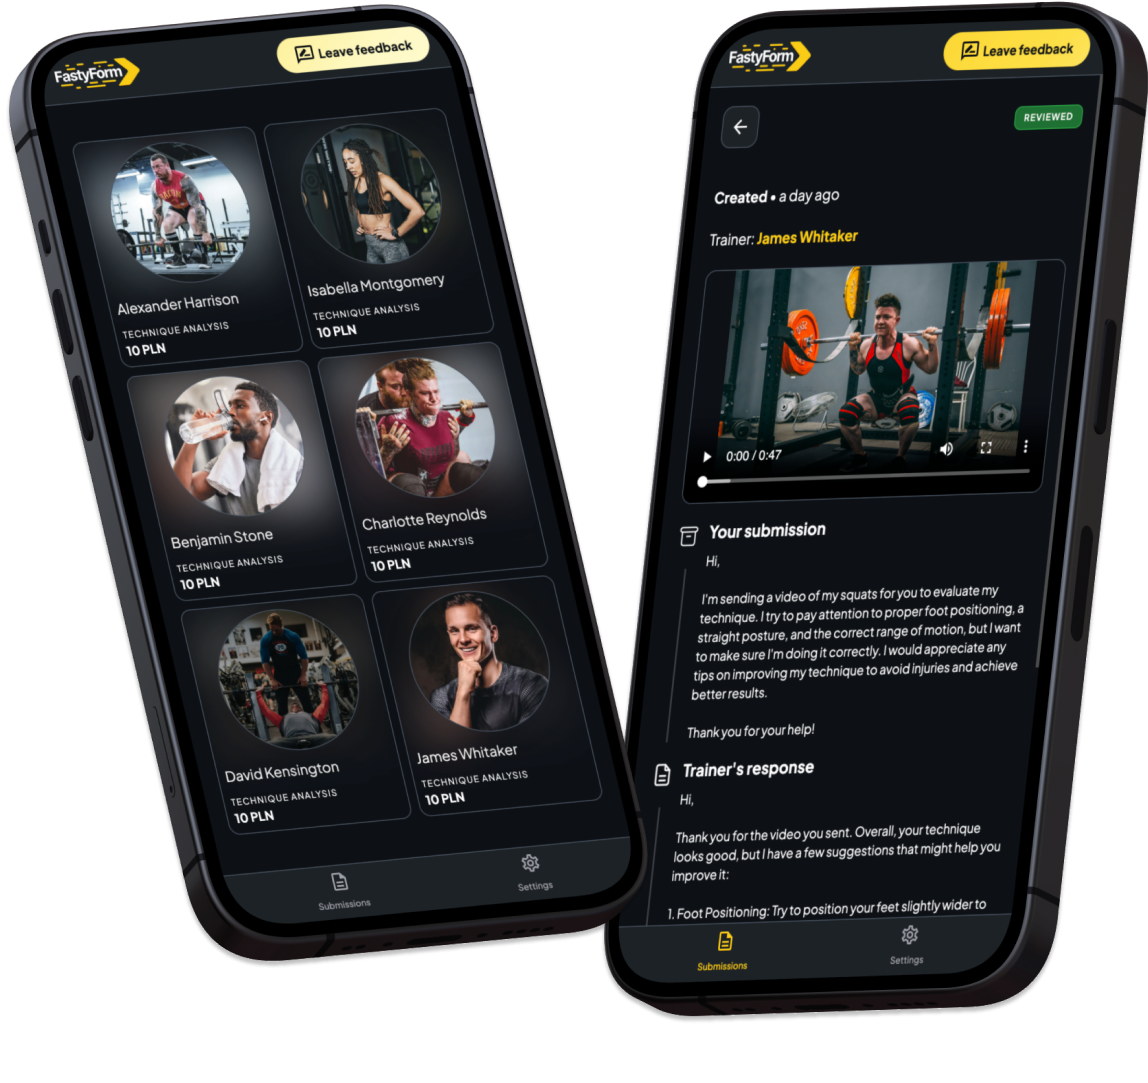 FastyForm
Leave feedback
Alexander Harrison
TECHNIQUE ANALYSIS
10 PLN
Isabella Montgomery
TECHNIQUE ANALYSIS
10 PLN
Benjamin Stone
TECHNIQUE ANALYSIS
10 PLN
Charlotte Reynolds
TECHNIQUE ANALYSIS
10 PLN
David Kensington
TECHNIQUE ANALYSIS
10 PLN
James Whitaker
TECHNIQUE ANALYSIS
10 PLN
Submissions
Settings
FastyForm
Leave feedback
REVIEWED
Created • a day ago
Trainer: James Whitaker
0:00 / 0:47
Your submission
Hi,
I'm sending a video of my squats for you to evaluate my
technique. I try to pay attention to proper foot positioning, a
straight posture, and the correct range of motion, but I want
to make sure I'm doing it correctly. I would appreciate any
tips on improving my technique to avoid injuries and achieve
better results.
Thank you for your help!
Trainer's response
Hi,
Thank you for the video you sent. Overall, your technique
looks good, but I have a few suggestions that might help you
improve it:
1. Foot Positioning: Try to position your feet slightly wider to
Submissions
Settings